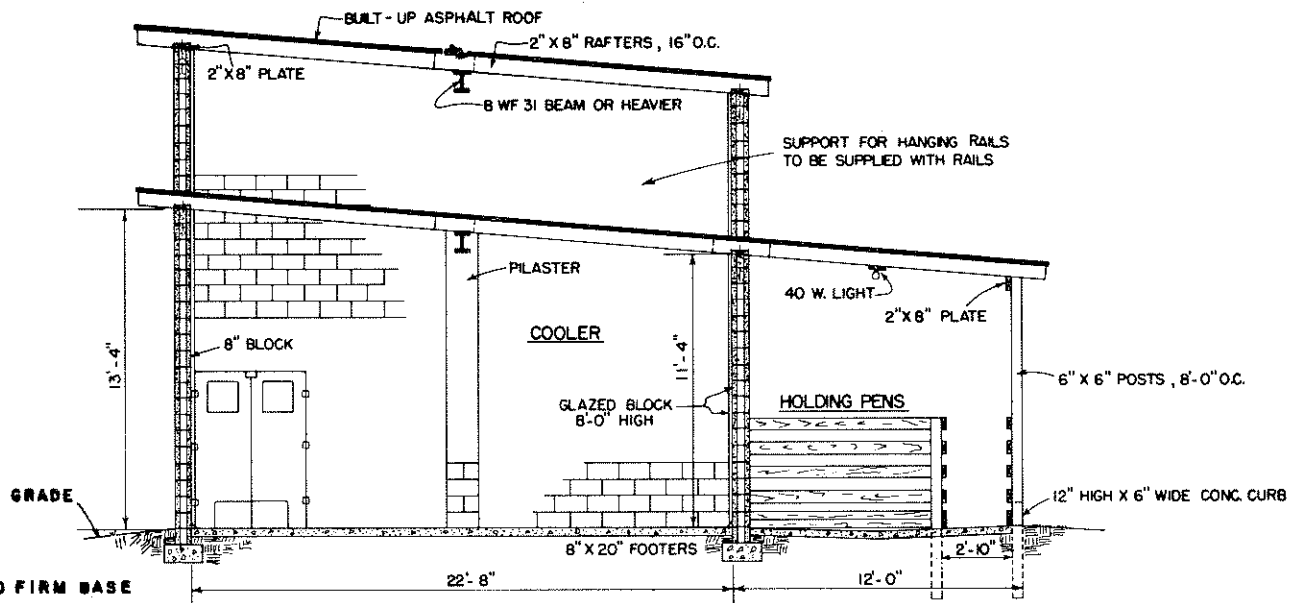 BUILT-UP ASPHALT ROOF
2"X8" RAFTERS, 16" O.C.
2"X8" PLATE
8 WF 31 BEAM OR HEAVIER
SUPPORT FOR HANGING RAILS
TO BE SUPPLIED WITH RAILS
PILASTER
40 W. LIGHT
2"X8" PLATE
COOLER
8" BLOCK
13'-4"
11'-4"
6" X 6" POSTS, 8'-0" O.C.
GLAZED BLOCK
8'-0" HIGH
HOLDING PENS
GRADE
12" HIGH X 6" WIDE CONC. CURB
8" X 20" FOOTERS
2'-10"
FIRM BASE
22'-8"
12'-0"